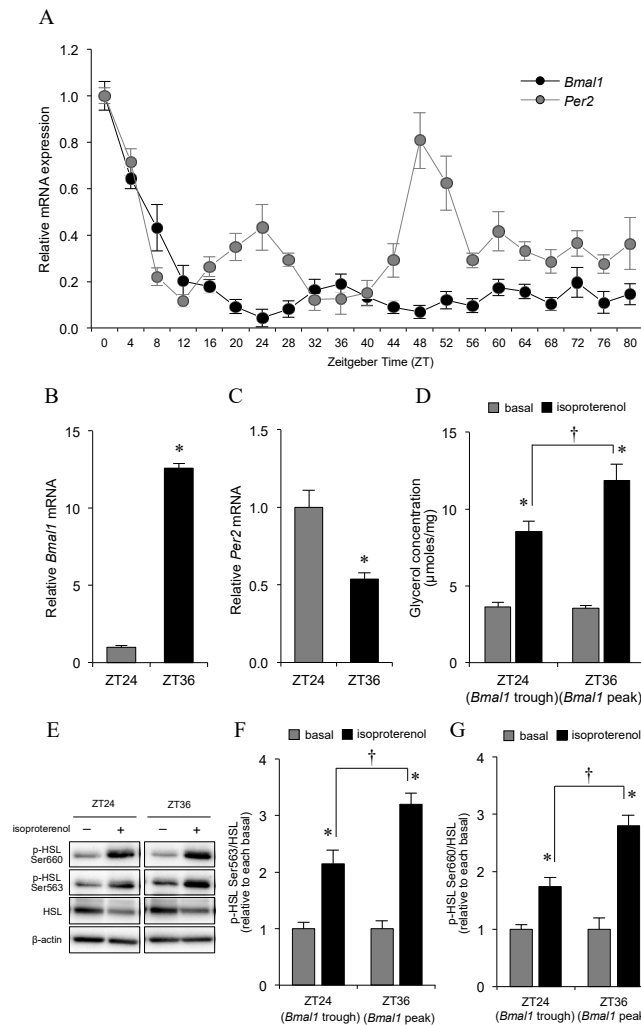 A
1.2
1.0
0.8
0.6
0.4
0.2
0.0
Relative mRNA expression
Bmal1
Per2
0 4 8 12 16 20 24 28 32 36 40 44 48 52 56 60 64 68 72 76 80
Zeitgeber Time (ZT)
B
15
10
5
0
Relative Bmal1 mRNA
*
ZT24 ZT36
C
1.5
1.0
0.5
0.0
Relative Per2 mRNA
*
ZT24 ZT36
D
basal isoproterenol
15
10
5
0
Glycerol concentration
(μmoles/mg)
†
* *
ZT24 ZT36
(Bmal1 trough) (Bmal1 peak)
E
ZT24 ZT36
isoproterenol − + − +
p-HSL
Ser660
p-HSL
Ser563
HSL
β-actin
F
basal isoproterenol
4
3
2
1
0
p-HSL Ser563/HSL
(relative to each basal)
†
* *
ZT24 ZT36
(Bmal1 trough) (Bmal1 peak)
G
basal isoproterenol
4
3
2
1
0
p-HSL Ser660/HSL
(relative to each basal)
†
* *
ZT24 ZT36
(Bmal1 trough) (Bmal1 peak)